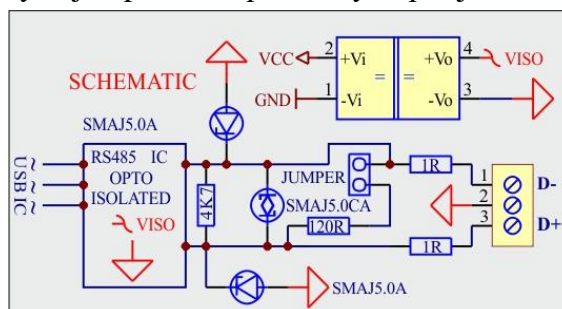 VCC
2
+Vi
=
=
+Vo
4
VISO
SCHEMATIC
GND
1
-Vi
-Vo
3
SMAJ5.0A
USB IC
~
~
~
RS485 IC
OPTO
ISOLATED
VISO
4K7
JUMPER
SMAJ5.0CA
120R
1R
1R
1
2
3
D-
D+
SMAJ5.0A